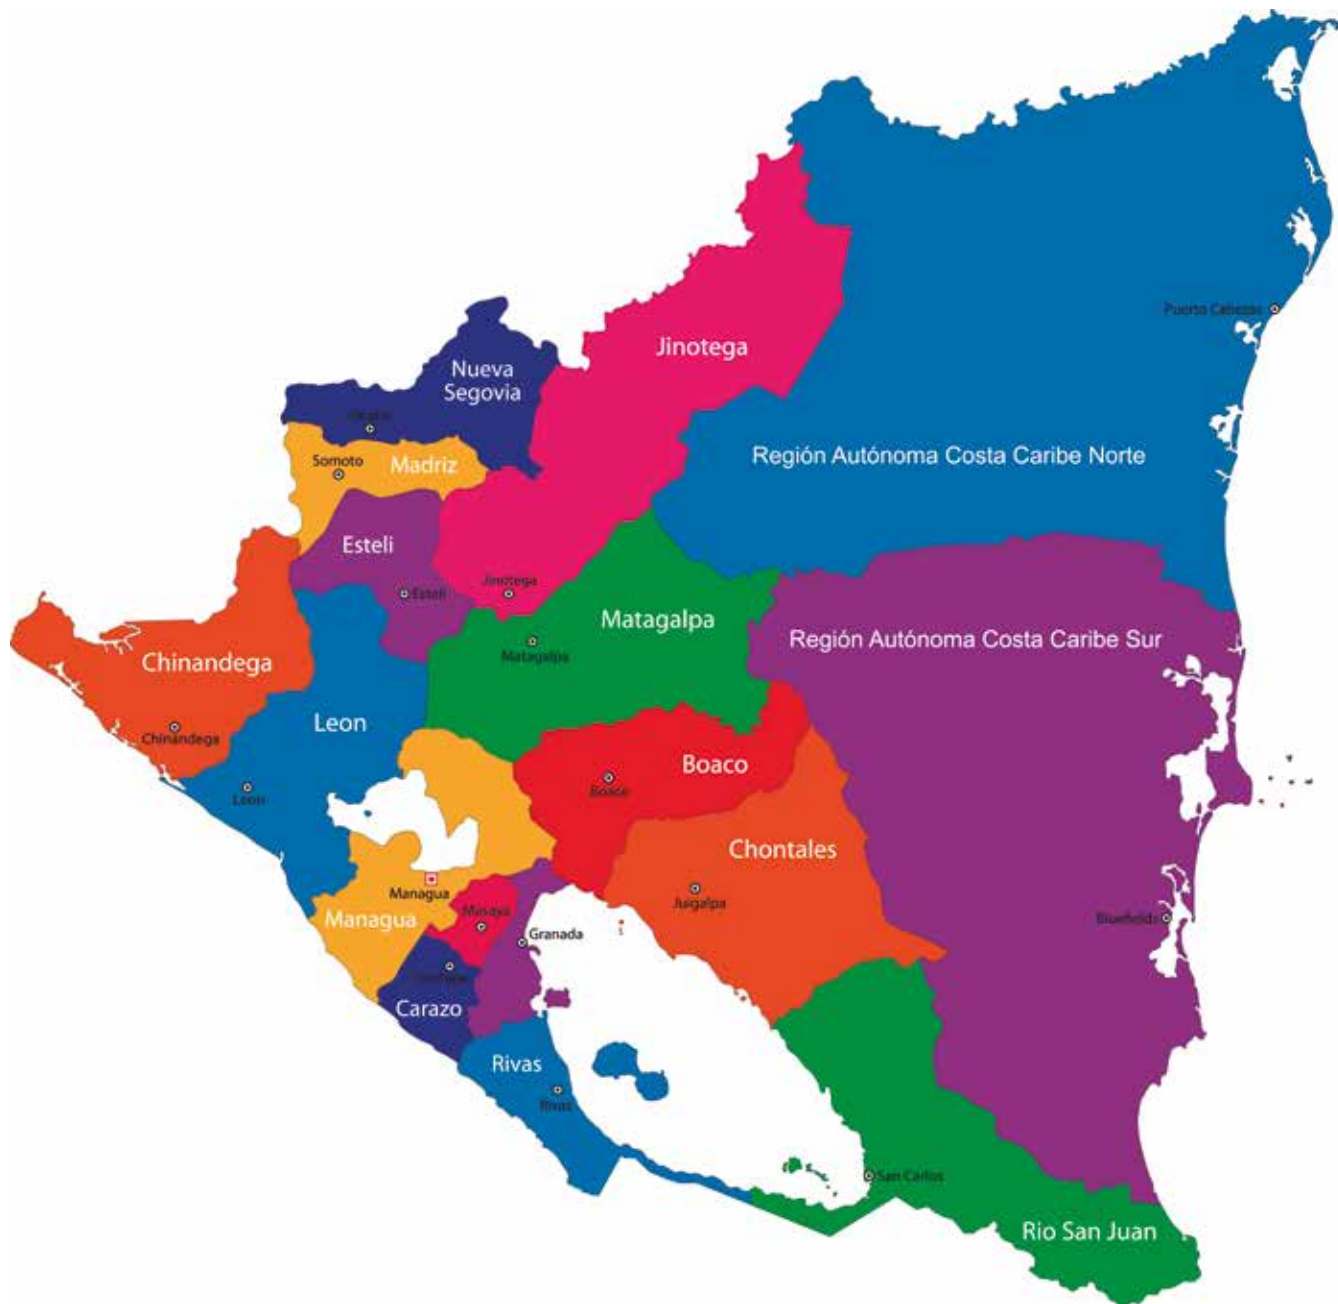 Puerto Cabezas
Jinotega
Nueva
Segovia
Región Autónoma Costa Caribe Norte
Somoto
Madriz
Esteli
Jinotega
Esteli
Matagalpa
Región Autónoma Costa Caribe Sur
Matagalpa
Chinandega
Leon
Chinandega
Boaco
Boaco
Leon
Chontales
Managua
Juigalpa
Masaya
Managua
Bluefields
Granada
Carazo
Rivas
Rivas
San Carlos
Rio San Juan